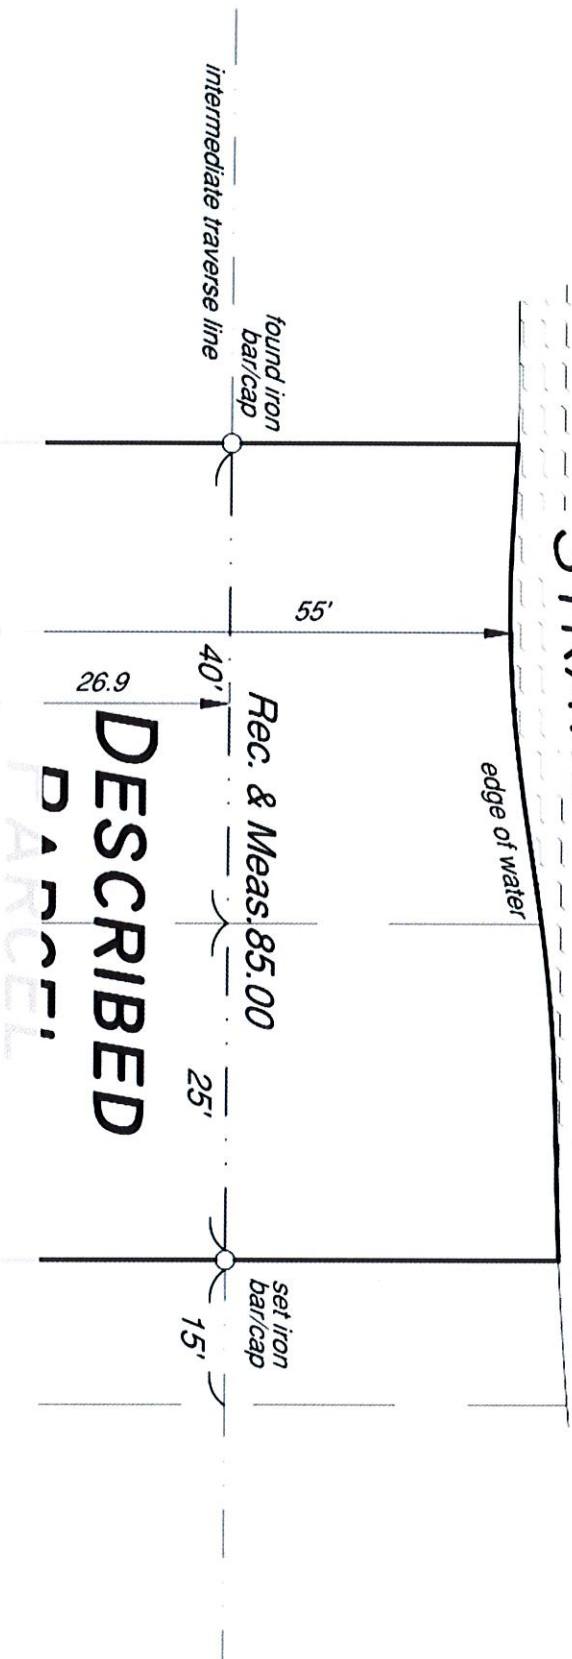 intermediate traverse line
found iron
bar/cap
55'
40'
26.9
Rec. & Meas. 85.00
edge of water
DESCRIBED
PARCEL
25'
set iron
bar/cap
15'